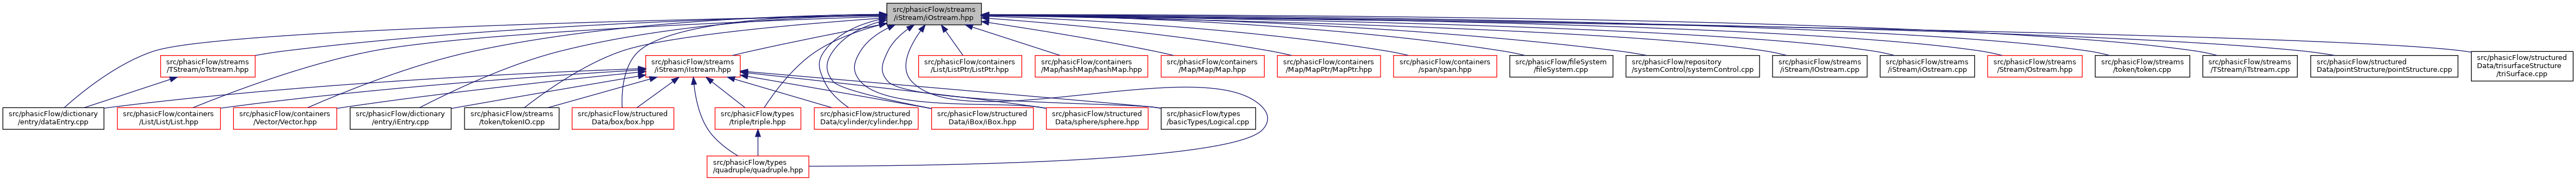 src/phasicFlow/streams
/iStream/iOstream.hpp
src/phasicFlow/streams
/TStream/oTstream.hpp
src/phasicFlow/streams
/iStream/iIstream.hpp
src/phasicFlow/containers
/List/ListPtr/ListPtr.hpp
src/phasicFlow/containers
/Map/hashMap/hashMap.hpp
src/phasicFlow/containers
/Map/Map/Map.hpp
src/phasicFlow/containers
/Map/MapPtr/MapPtr.hpp
src/phasicFlow/containers
/span/span.hpp
src/phasicFlow/fileSystem
/fileSystem.cpp
src/phasicFlow/repository
/systemControl/systemControl.cpp
src/phasicFlow/streams
/iStream/IOstream.cpp
src/phasicFlow/streams
/iStream/iOstream.cpp
src/phasicFlow/streams
/Stream/Ostream.hpp
src/phasicFlow/streams
/token/token.cpp
src/phasicFlow/streams
/TStream/iTstream.cpp
src/phasicFlow/structured
Data/pointStructure/pointStructure.cpp
src/phasicFlow/structured
Data/trisurfaceStructure
/triSurface.cpp
src/phasicFlow/dictionary
/entry/dataEntry.cpp
src/phasicFlow/containers
/List/List/List.hpp
src/phasicFlow/containers
/Vector/Vector.hpp
src/phasicFlow/dictionary
/entry/iEntry.cpp
src/phasicFlow/streams
/token/tokenIO.cpp
src/phasicFlow/structured
Data/box/box.hpp
src/phasicFlow/types
/triple/triple.hpp
src/phasicFlow/structured
Data/cylinder/cylinder.hpp
src/phasicFlow/structured
Data/iBox/iBox.hpp
src/phasicFlow/structured
Data/sphere/sphere.hpp
src/phasicFlow/types
/basicTypes/Logical.cpp
src/phasicFlow/types
/quadruple/quadruple.hpp